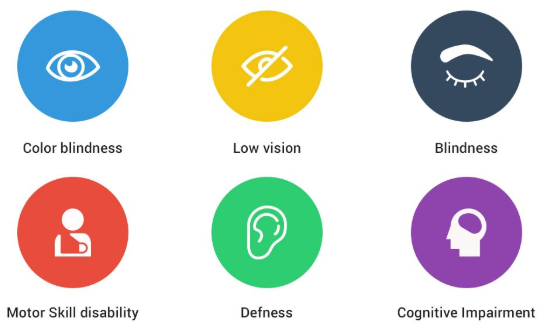 Color blindness
Low vision
Blindness
Motor Skill disability
Defness
Cognitive Impairment